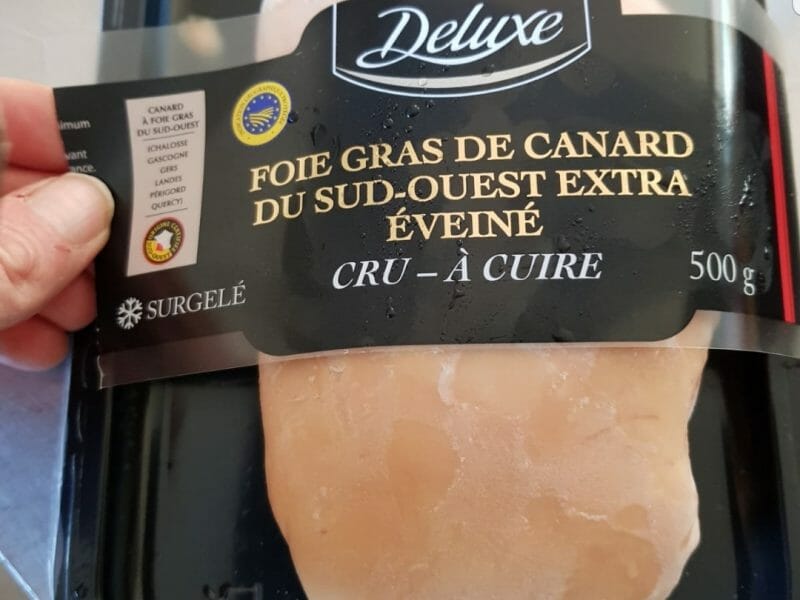 Deluxe
CANARD
À FOIE GRAS
DU SUD-OUEST
(CHALOSSE
GASCOGNE
GERS
LANDES
PÉRIGORD
QUERCY)
FOIE GRAS DE CANARD
DU SUD-OUEST EXTRA
ÉVEINÉ
CRU – À CUIRE
500 g
SURGELÉ